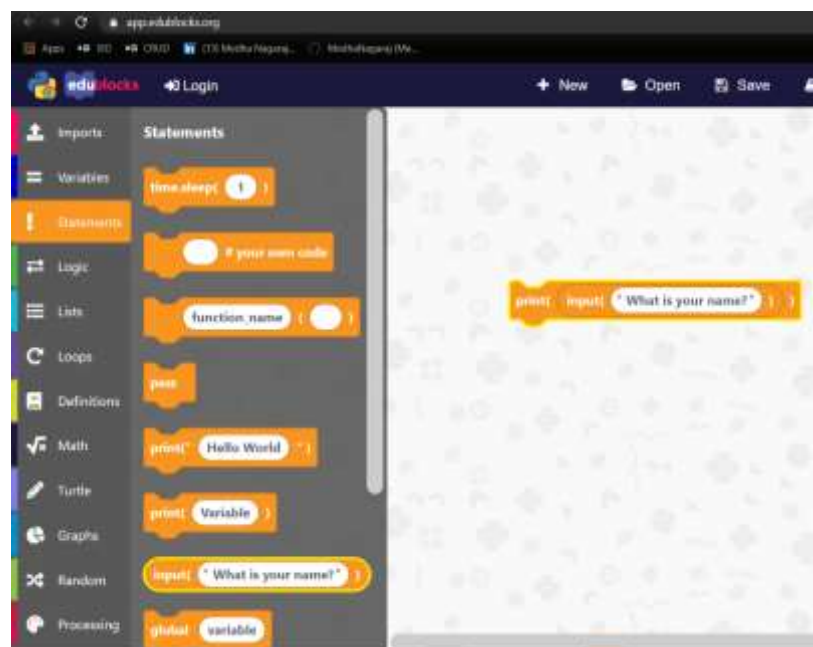 app.edublocks.org
Apps
edublocks
Login
New
Open
Save
Imports
Variables
Statements
Logic
Lists
Loops
Definitions
Math
Turtle
Graphs
Random
Processing
Statements
time.sleep( 1 )
# your own code
function_name ( )
pass
print(" Hello World ")
print( Variable )
input( " What is your name?" )
global variable
print( input( " What is your name?" ) )